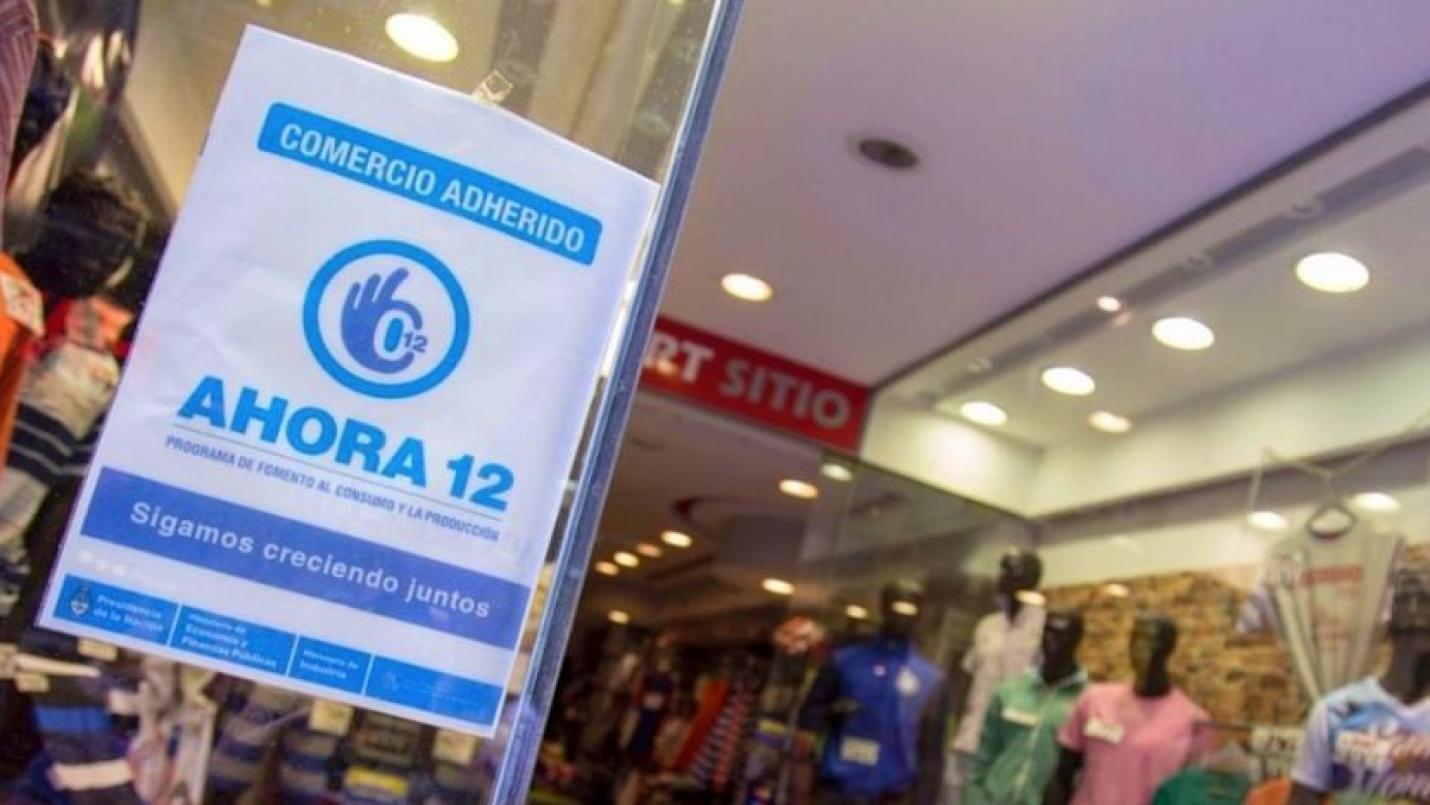 COMERCIO ADHERIDO
12
AHORA 12
PROGRAMA DE FOMENTO AL CONSUMO Y LA PRODUCCIÓN
Sigamos creciendo juntos
Presidencia
de la Nación
Ministerio de
Economía y
Finanzas Públicas
Ministerio de
Industria
RT SITIO